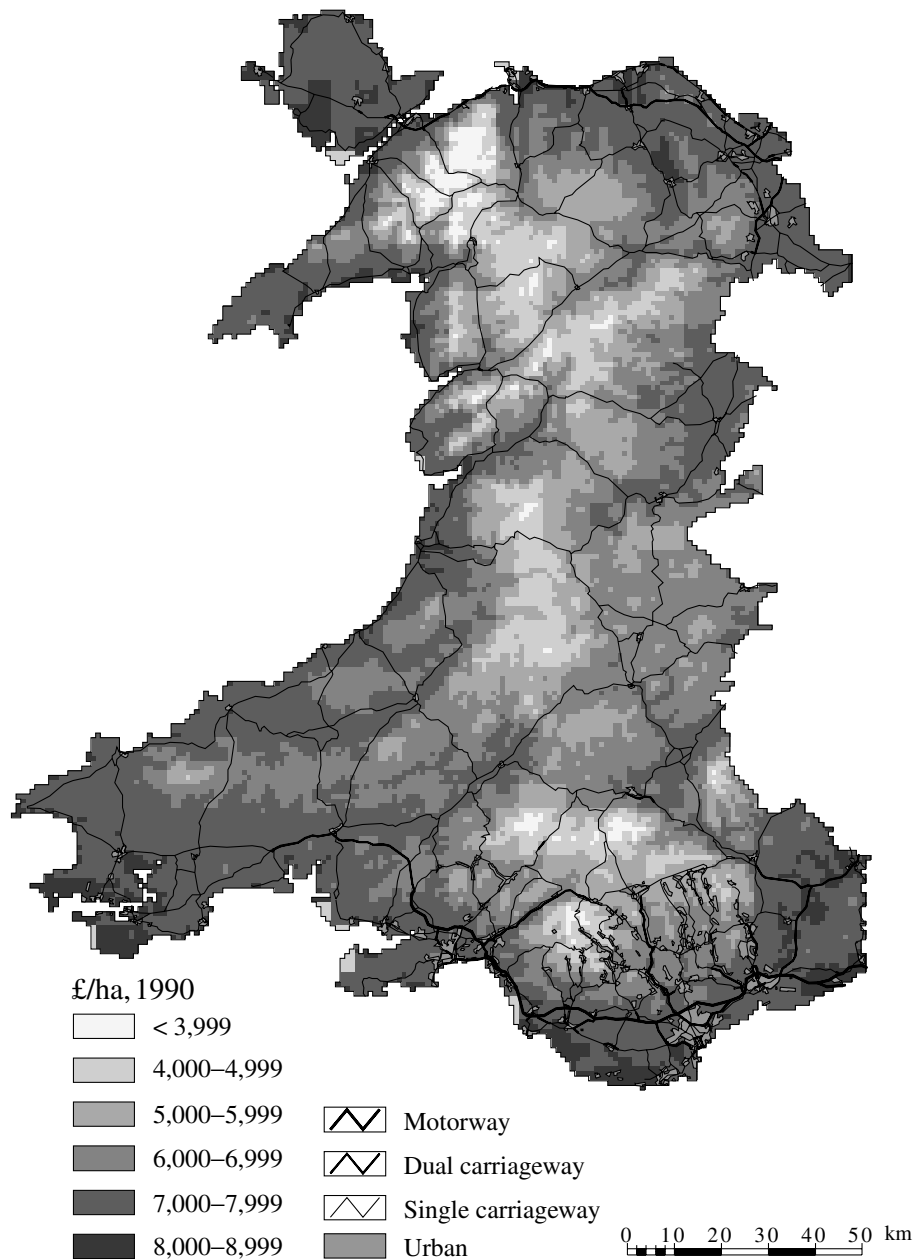 £/ha, 1990
< 3,999
4,000–4,999
5,000–5,999
6,000–6,999
7,000–7,999
8,000–8,999
Motorway
Dual carriageway
Single carriageway
Urban
0 10 20 30 40 50 km